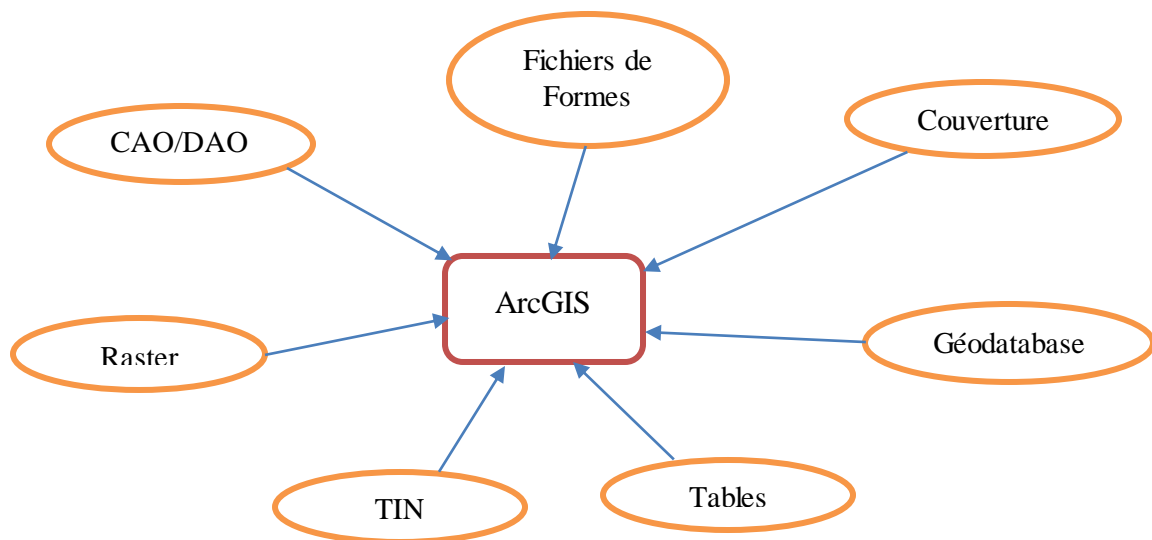 Fichiers de
Formes
CAO/DAO
Couverture
ArcGIS
Raster
Géodatabase
TIN
Tables